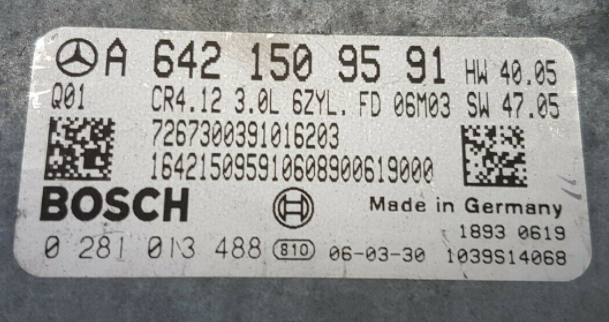 A 642 150 95 91 HW 40.05
Q01 CR4.12 3.0L 6ZYL. FD 06M03 SW 47.05
7267300391016203
164215095910608900619000
BOSCH Made in Germany
1893 0619
0 281 013 488 810 06-03-30 1039S14068